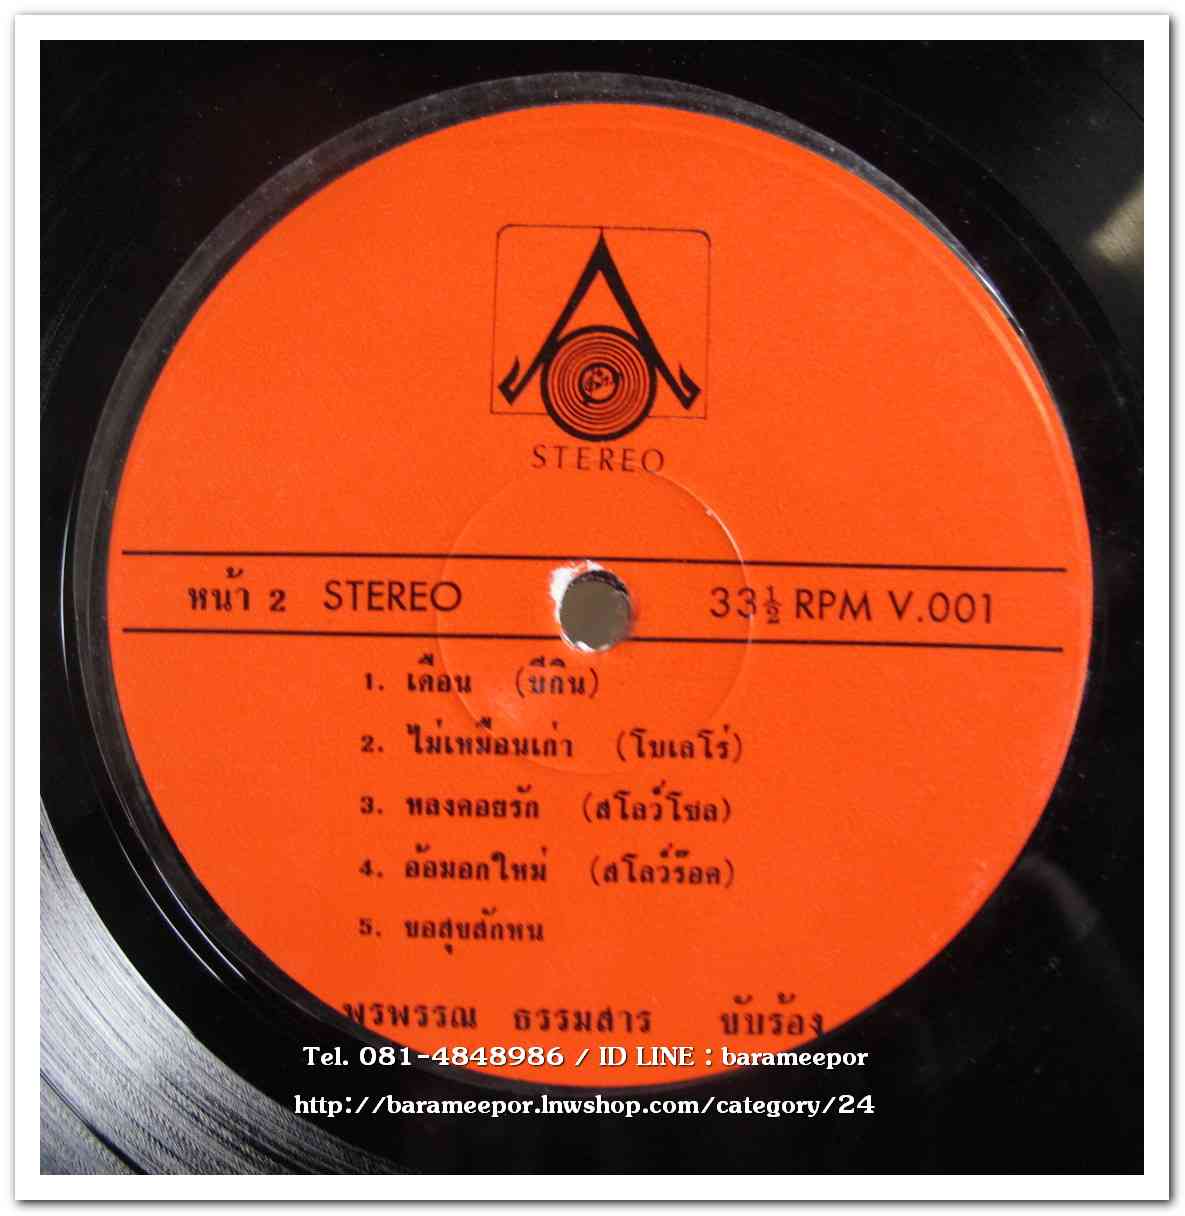 STEREO
หน้า 2 STEREO 33½ RPM V.001
1. เดือน (บีกิน)
2. ไม่เหมือนเก่า (โบเลโร่)
3. หลงคอยรัก (สโลว์โซล)
4. อ้อมอกใหม่ (สโลว์ร๊อค)
5. ขอสุขสักหน
พรพรรณ ธรรมสาร ขับร้อง
Tel. 081-4848986 / ID LINE : barameepor
http://barameepor.lnwshop.com/category/24